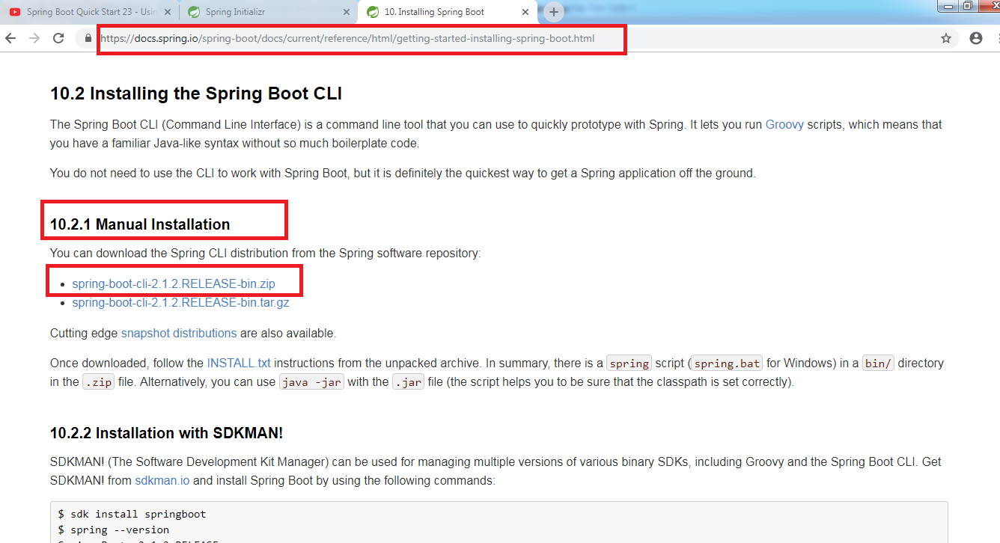 Spring Boot Quick Start 23 - Usin
Spring Initializr
10. Installing Spring Boot
https://docs.spring.io/spring-boot/docs/current/reference/html/getting-started-installing-spring-boot.html
10.2 Installing the Spring Boot CLI
The Spring Boot CLI (Command Line Interface) is a command line tool that you can use to quickly prototype with Spring. It lets you run Groovy scripts, which means that
you have a familiar Java-like syntax without so much boilerplate code.
You do not need to use the CLI to work with Spring Boot, but it is definitely the quickest way to get a Spring application off the ground.
10.2.1 Manual Installation
You can download the Spring CLI distribution from the Spring software repository:
• spring-boot-cli-2.1.2.RELEASE-bin.zip
• spring-boot-cli-2.1.2.RELEASE-bin.tar.gz
Cutting edge snapshot distributions are also available.
Once downloaded, follow the INSTALL.txt instructions from the unpacked archive. In summary, there is a spring script (spring.bat for Windows) in a bin/ directory
in the .zip file. Alternatively, you can use java -jar with the .jar file (the script helps you to be sure that the classpath is set correctly).
10.2.2 Installation with SDKMAN!
SDKMAN! (The Software Development Kit Manager) can be used for managing multiple versions of various binary SDKs, including Groovy and the Spring Boot CLI. Get
SDKMAN! from sdkman.io and install Spring Boot by using the following commands:
$ sdk install springboot
$ spring --version